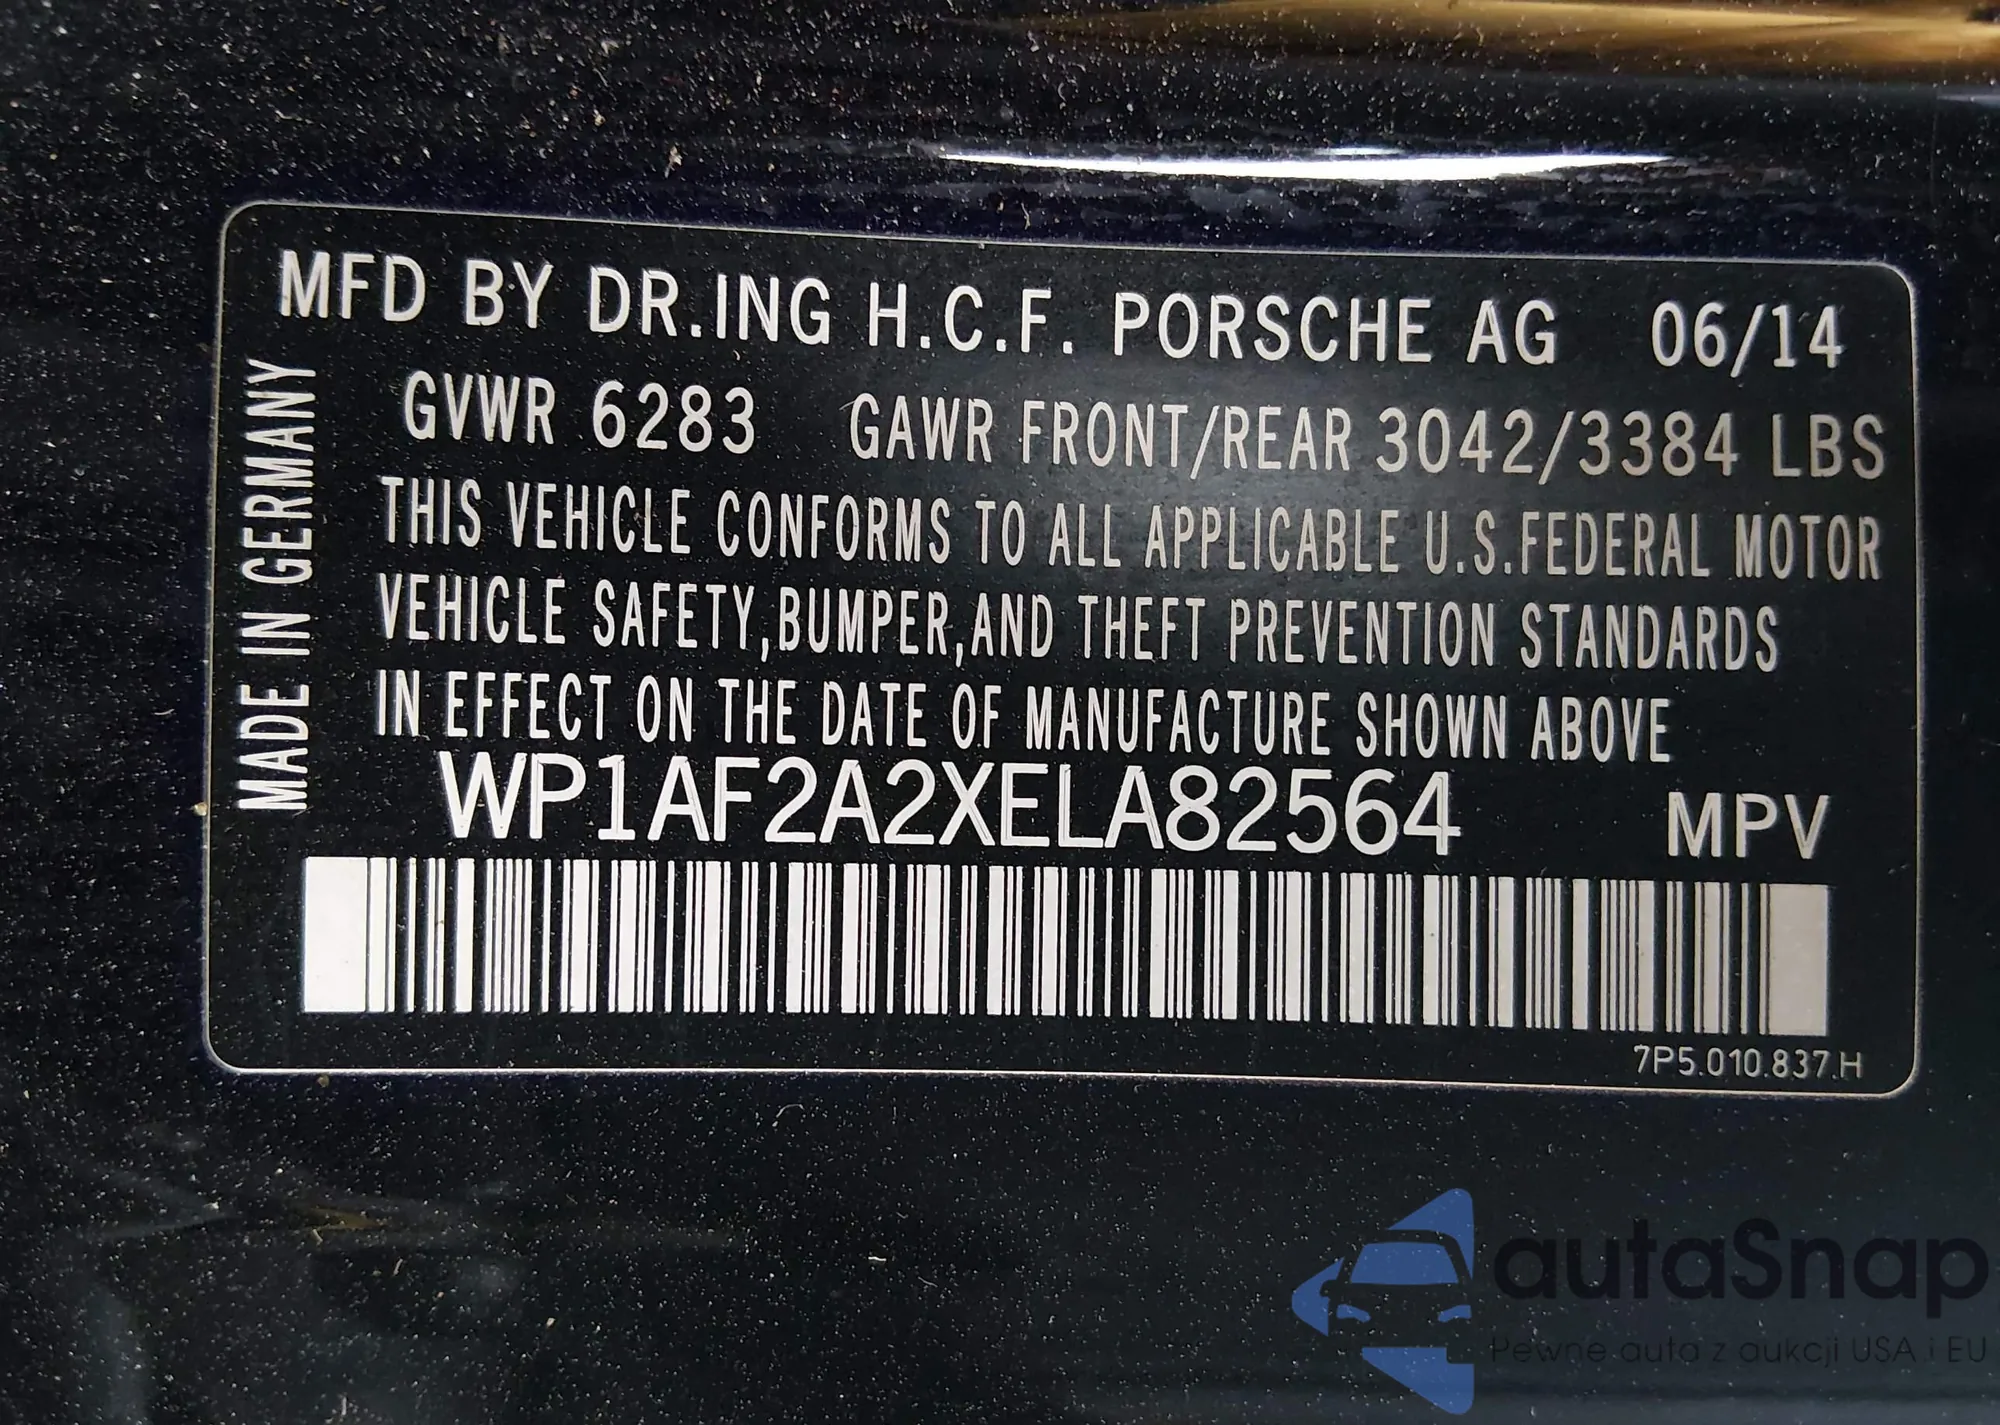 MFD BY DR.ING H.C.F. PORSCHE AG 06/14
GVWR 6283 GAWR FRONT/REAR 3042/3384 LBS
THIS VEHICLE CONFORMS TO ALL APPLICABLE U.S.FEDERAL MOTOR
VEHICLE SAFETY,BUMPER,AND THEFT PREVENTION STANDARDS
IN EFFECT ON THE DATE OF MANUFACTURE SHOWN ABOVE
WP1AF2A2XELA82564 MPV
7P5.010.837.H
MADE IN GERMANY
autaSnap
Pewne auta z aukcji USA i EU